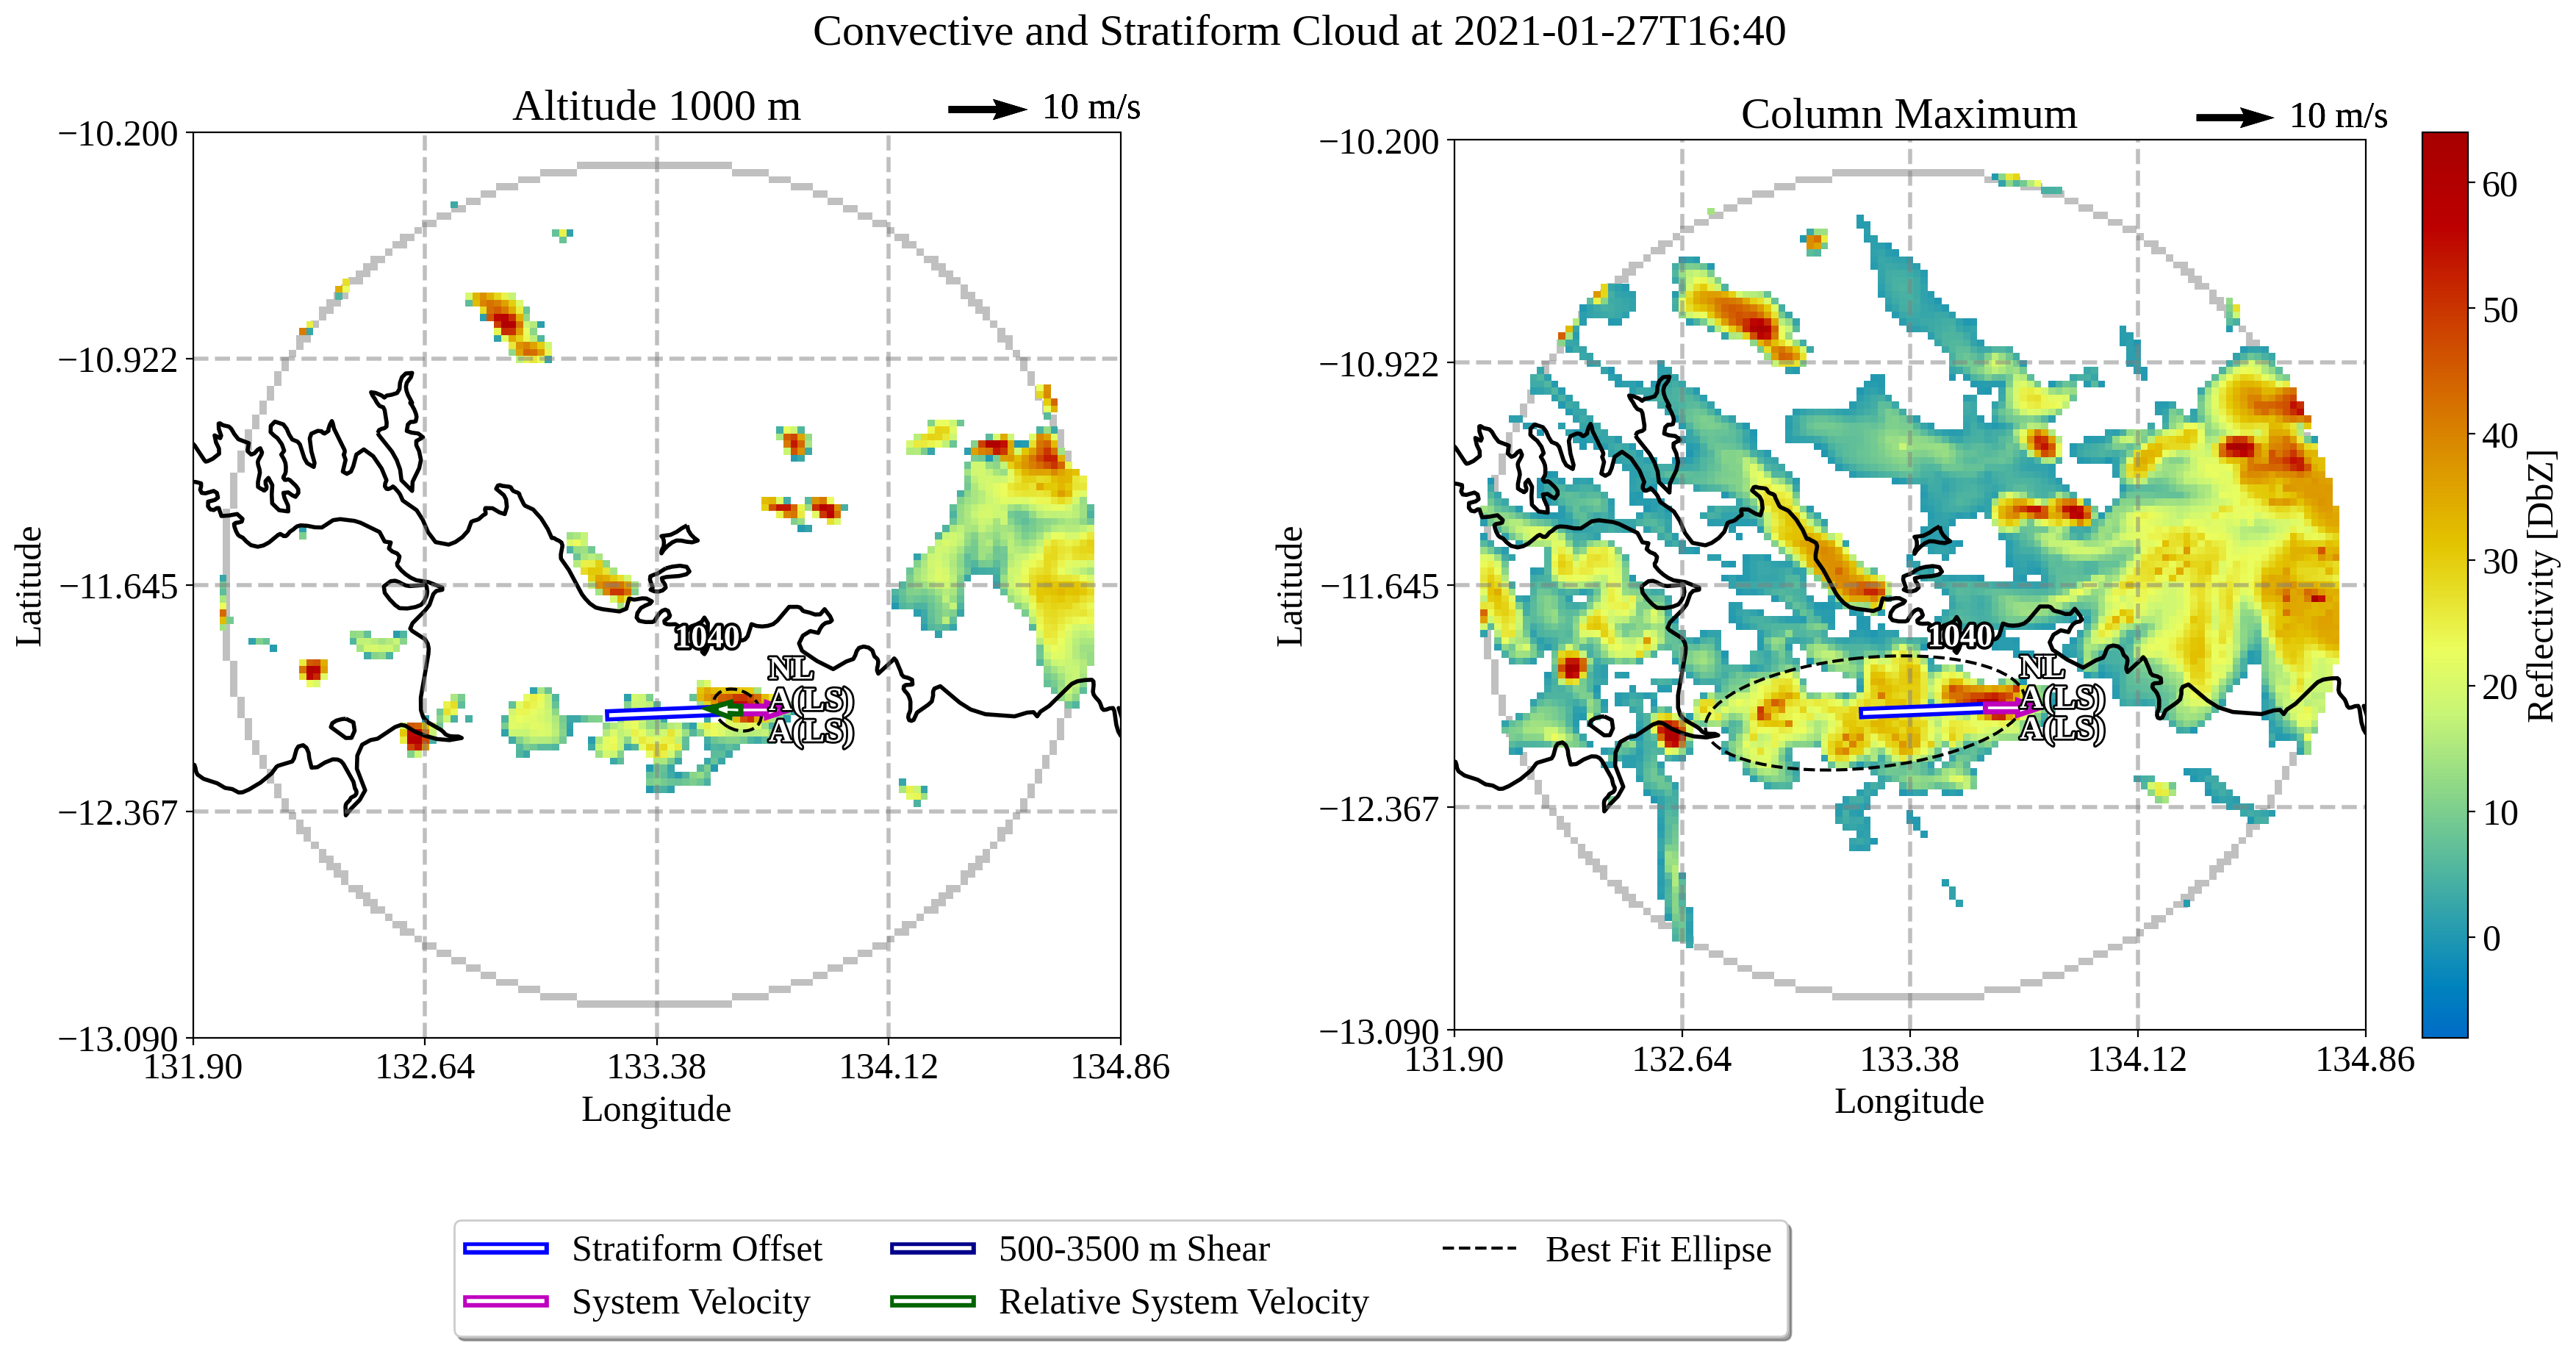 Convective and Stratiform Cloud at 2021-01-27T16:40
Altitude 1000 m
10 m/s
−10.200
−10.922
−11.645
−12.367
−13.090
131.90
132.64
133.38
134.12
134.86
Latitude
Longitude
1040
NL
A(LS)
A(LS)
Column Maximum
10 m/s
−10.200
−10.922
−11.645
−12.367
−13.090
131.90
132.64
133.38
134.12
134.86
Latitude
Longitude
1040
NL
A(LS)
A(LS)
60
50
40
30
20
10
0
Reflectivity [DbZ]
Stratiform Offset
System Velocity
500-3500 m Shear
Relative System Velocity
Best Fit Ellipse